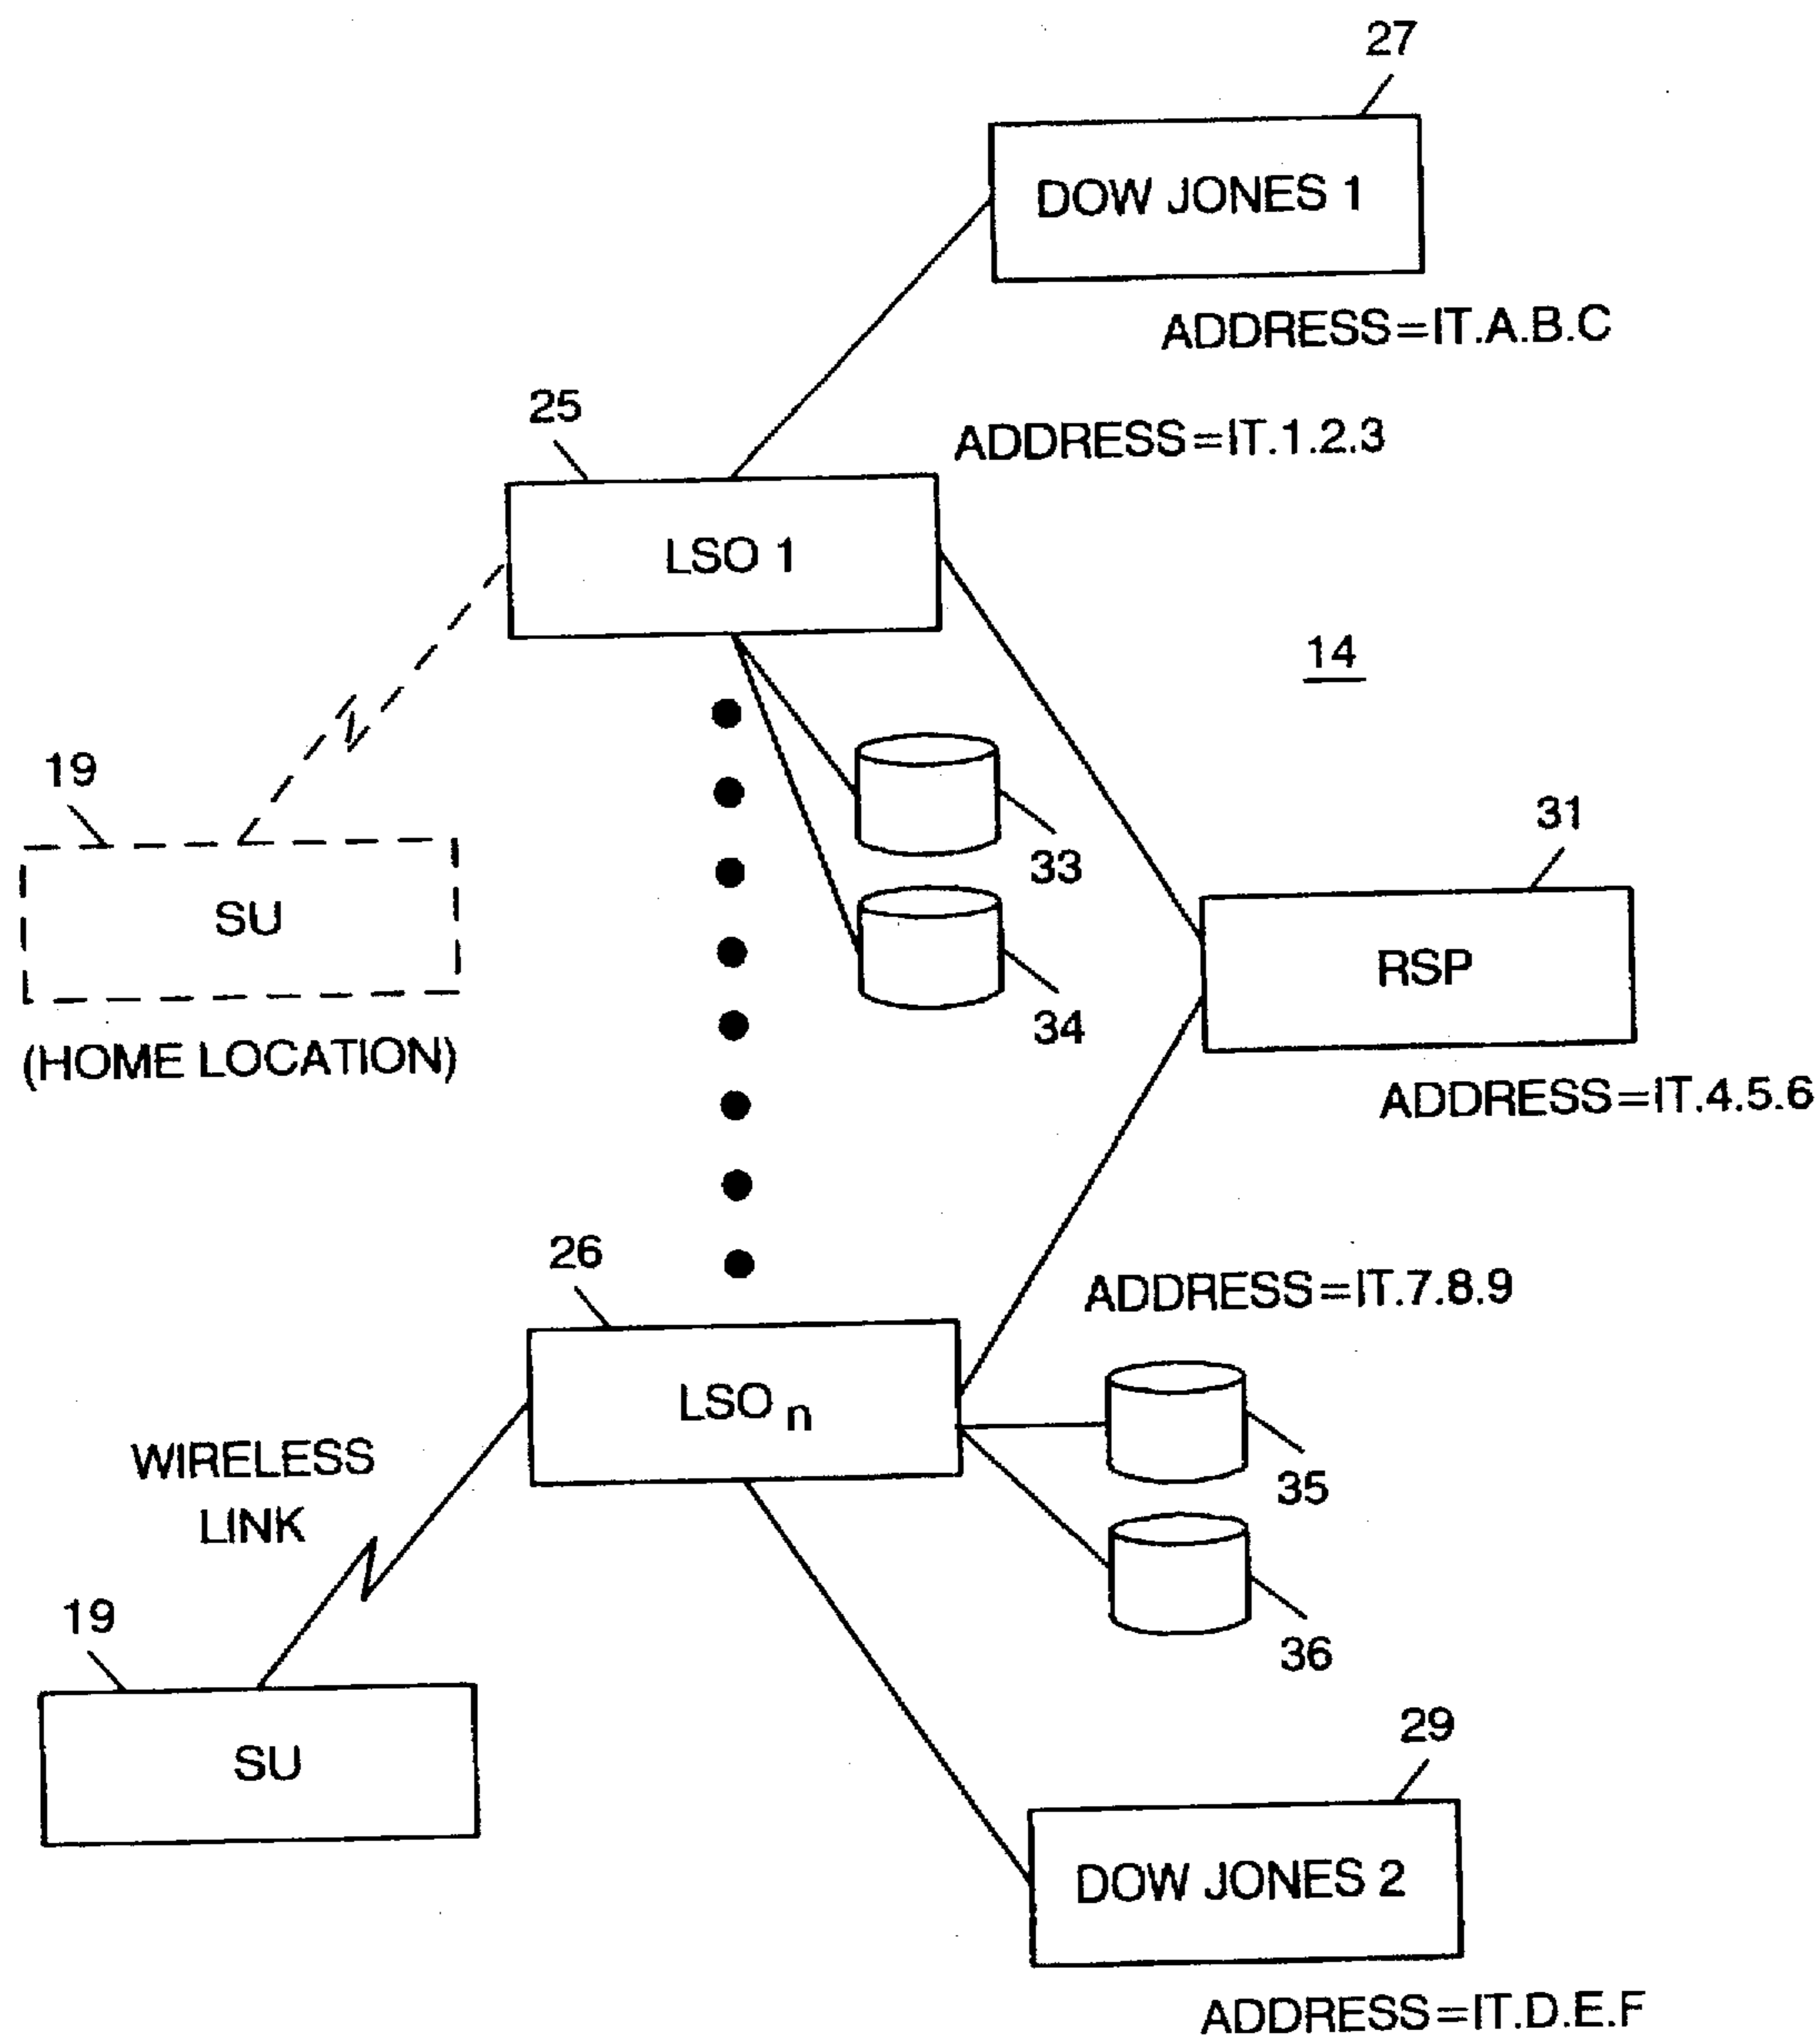 27
DOW JONES 1
ADDRESS=IT.A.B.C
25
ADDRESS=IT.1.2.3
LSO 1
14
19
33
31
SU
RSP
34
(HOME LOCATION)
ADDRESS=IT.4.5.6
26
ADDRESS=IT.7.8.9
LSO n
WIRELESS
LINK
35
19
36
SU
29
DOW JONES 2
ADDRESS=IT.D.E.F